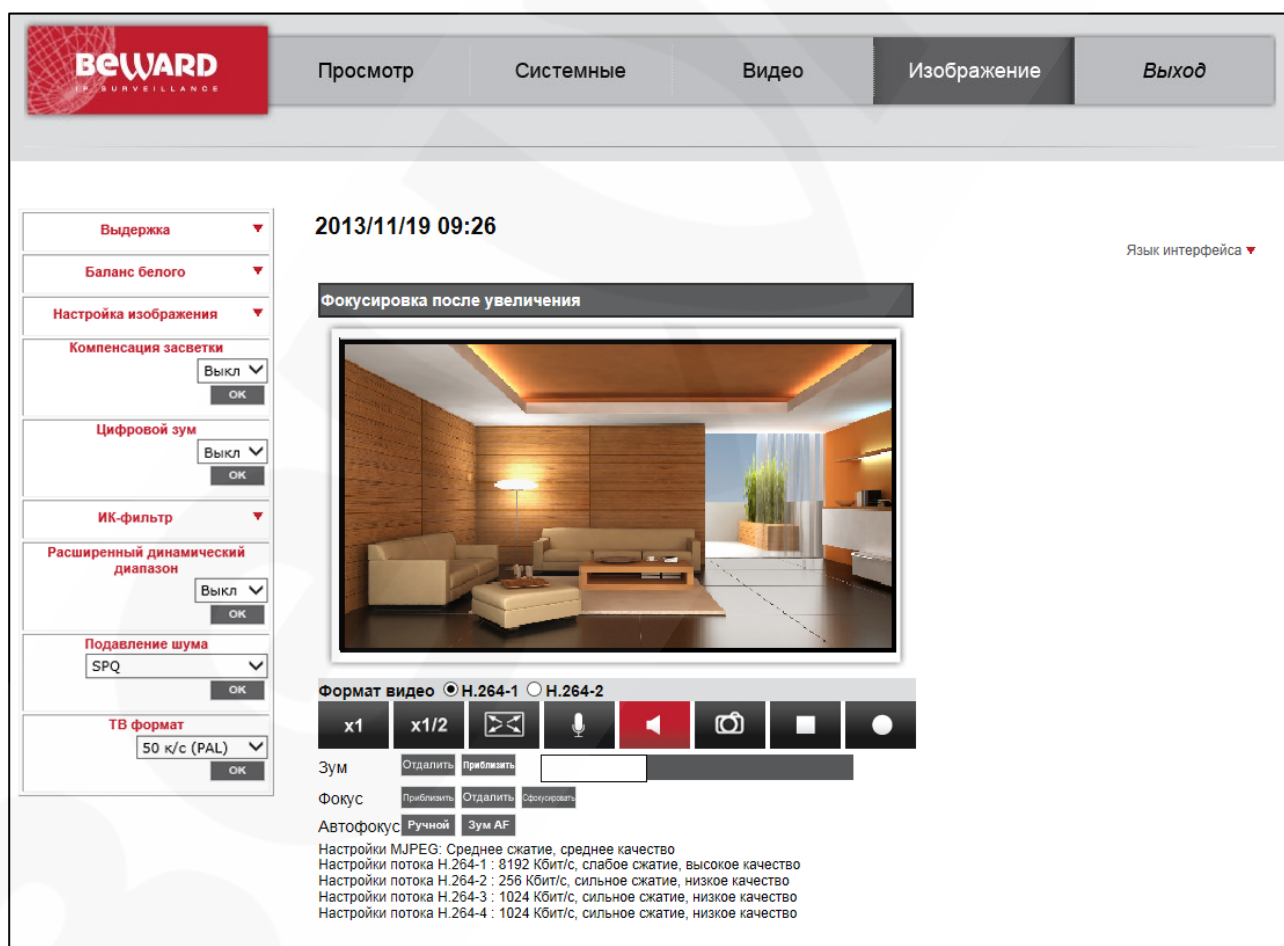 BEWARD
IP SURVEILLANCE
Просмотр
Системные
Видео
Изображение
Выход
2013/11/19 09:26
Язык интерфейса
Выдержка
Баланс белого
Настройка изображения
Компенсация засветки
Выкл
OK
Цифровой зум
Выкл
OK
ИК-фильтр
Расширенный динамический
диапазон
Выкл
OK
Подавление шума
SPQ
OK
ТВ формат
50 к/с (PAL)
OK
Фокусировка после увеличения
Формат видео H.264-1 H.264-2
x1 x1/2
Зум Отдалить Приблизить
Фокус Приблизить Отдалить Сфокусировать
Автофокус Ручной Зум AF
Настройки MJPEG: Среднее сжатие, среднее качество
Настройки потока H.264-1 : 8192 Кбит/с, слабое сжатие, высокое качество
Настройки потока H.264-2 : 256 Кбит/с, сильное сжатие, низкое качество
Настройки потока H.264-3 : 1024 Кбит/с, сильное сжатие, низкое качество
Настройки потока H.264-4 : 1024 Кбит/с, сильное сжатие, низкое качество